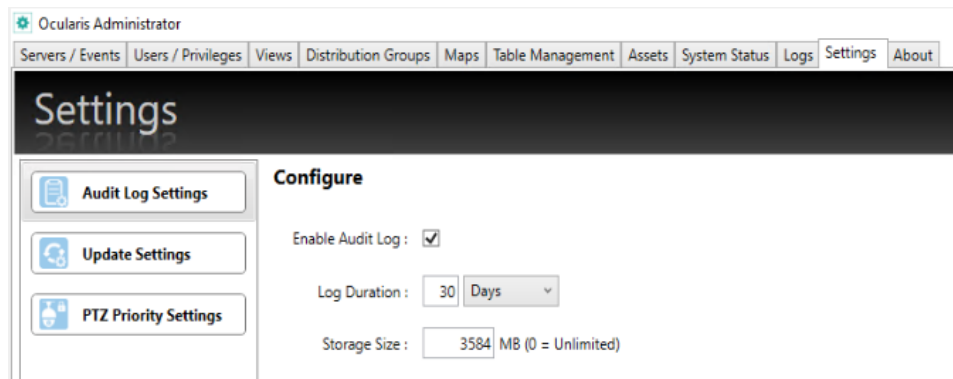 Ocularis Administrator
Servers / Events Users / Privileges Views Distribution Groups Maps Table Management Assets System Status Logs Settings About
Settings
Audit Log Settings
Update Settings
PTZ Priority Settings
Configure
Enable Audit Log :
Log Duration : 30 Days
Storage Size : 3584 MB (0 = Unlimited)